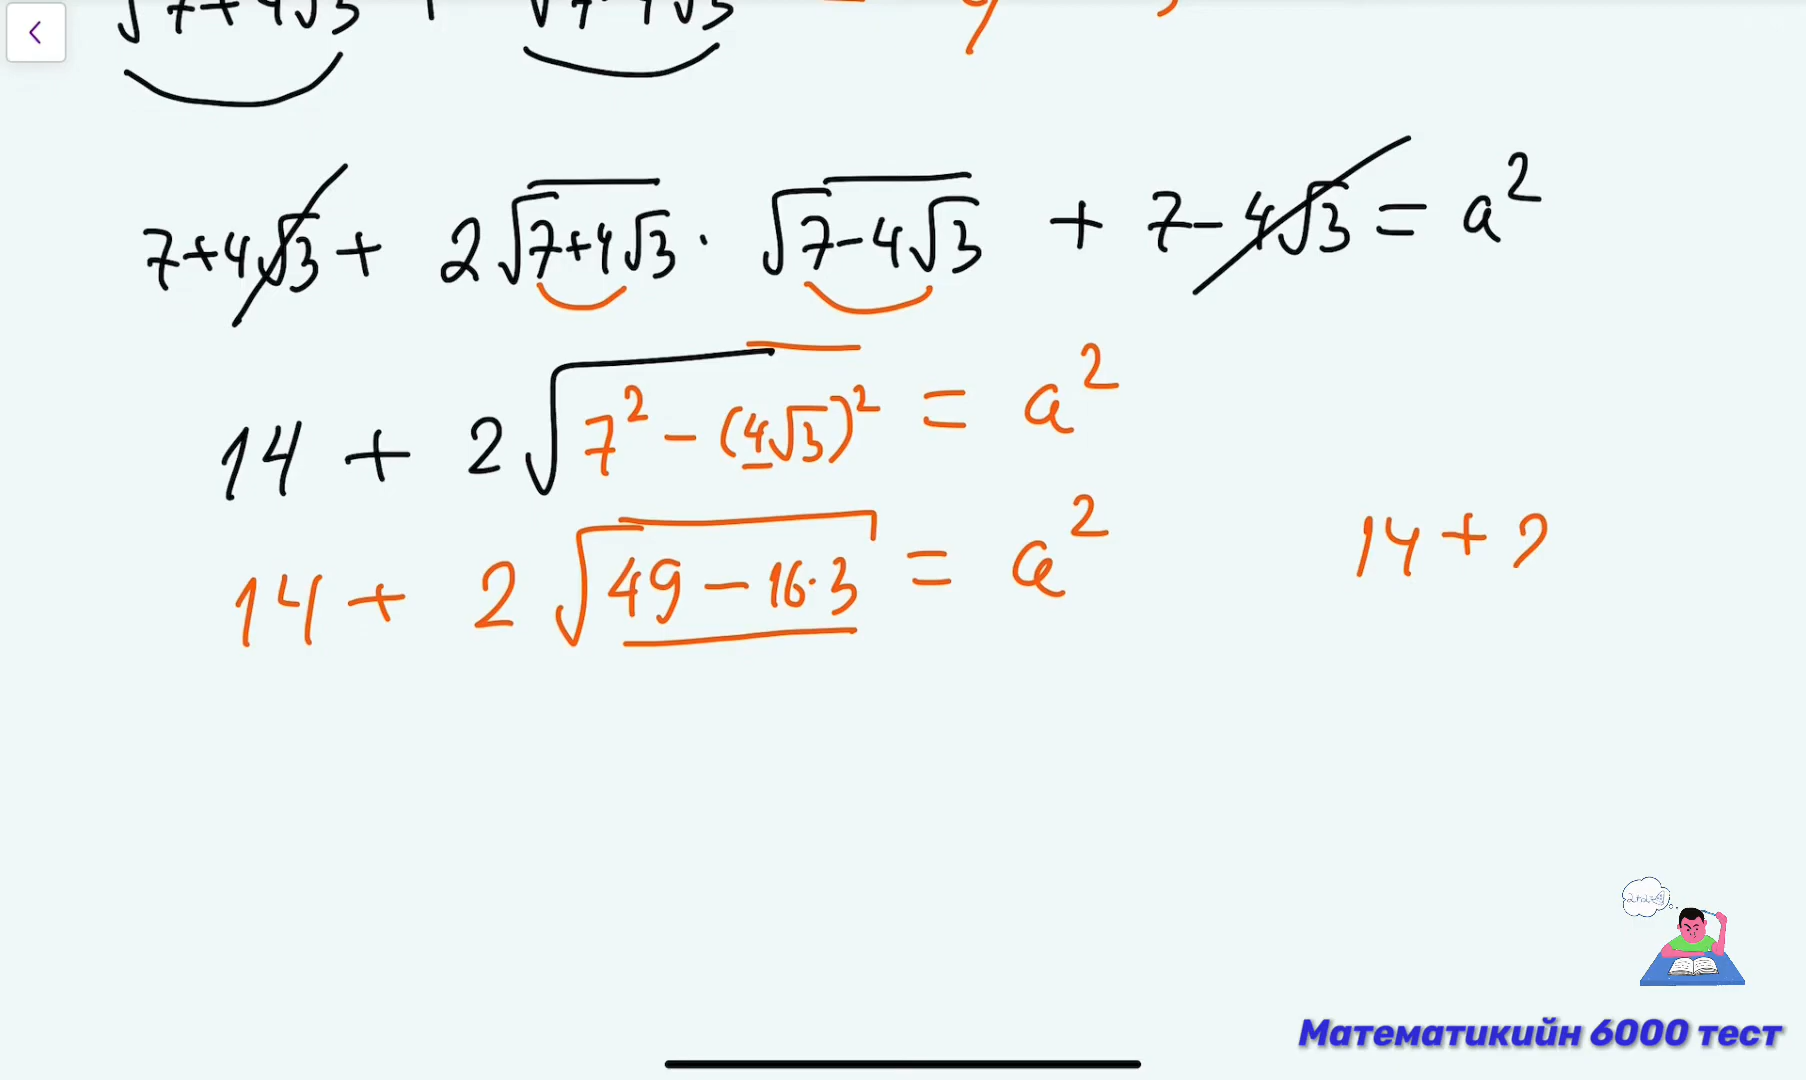 7+4√3 + 2√(7+4√3) · √(7-4√3) + 7-4√3 = a²
14 + 2√(7² - (4√3)²) = a²
14 + 2√(49 - 16·3) = a²
14 + 2
Математикийн 6000 тест